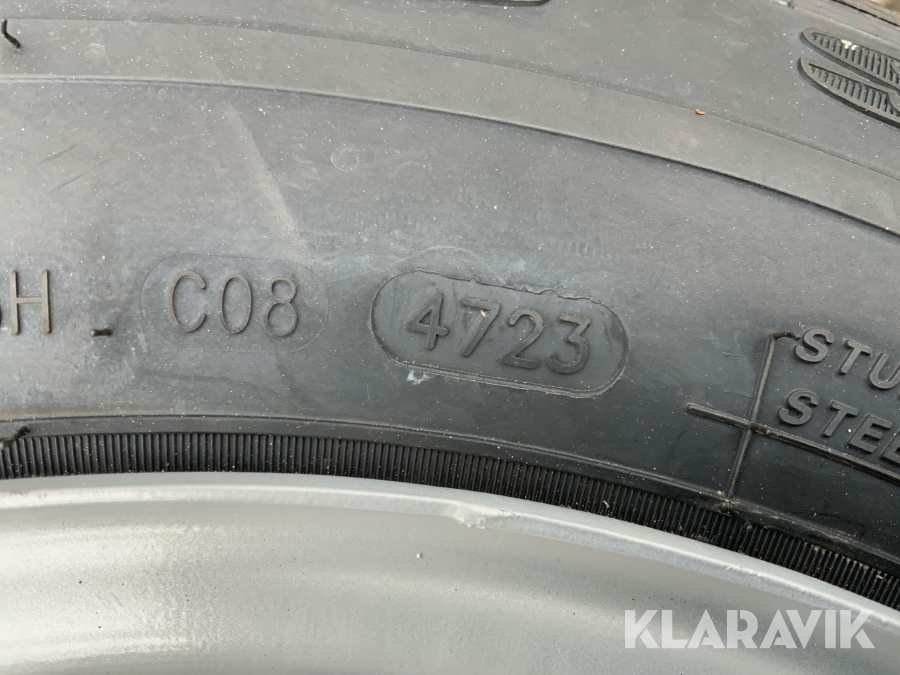 H C08 4723
STU
STEE
KLARAVIK